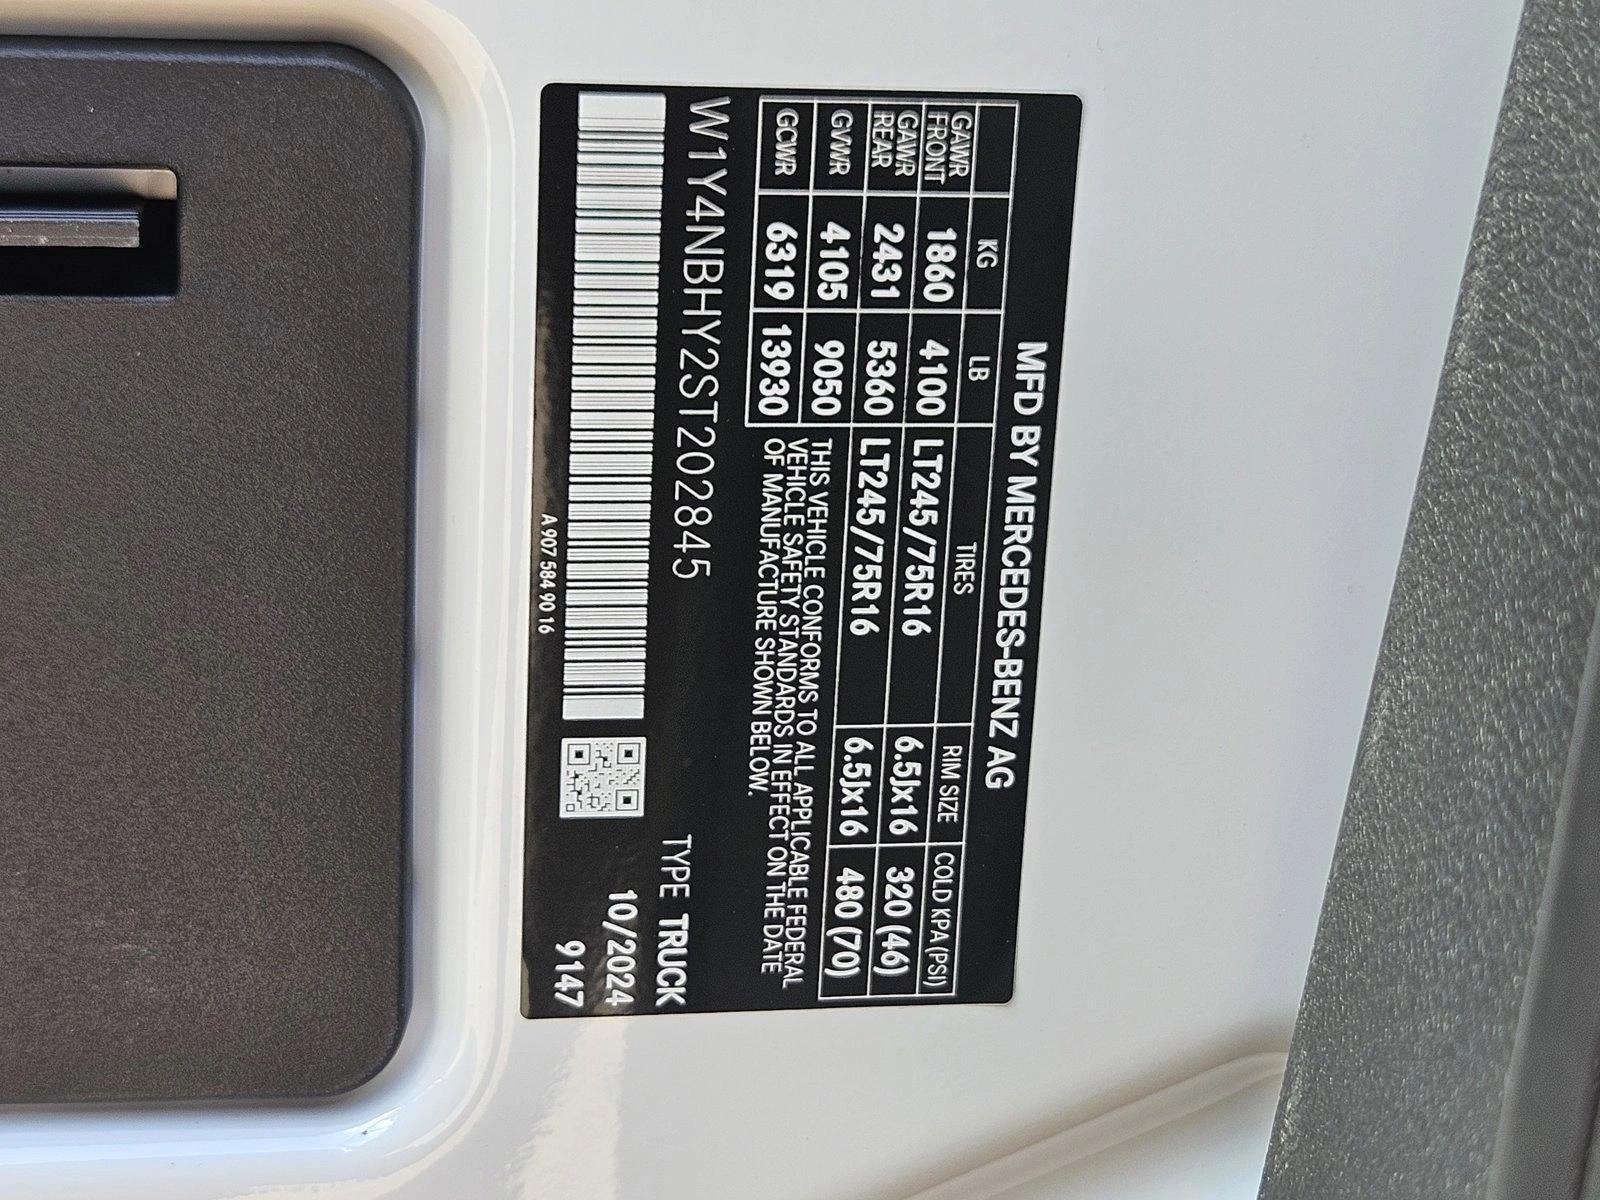 MFD BY MERCEDES-BENZ AG
KG LB TIRES RIM SIZE COLD KPA (PSI)
GAWR FRONT 1860 4100 LT245/75R16 6.5Jx16 320 (46)
GAWR REAR 2431 5360 LT245/75R16 6.5Jx16 480 (70)
GVWR 4105 9050
GCWR 6319 13930
THIS VEHICLE CONFORMS TO ALL APPLICABLE FEDERAL
VEHICLE SAFETY STANDARDS IN EFFECT ON THE DATE
OF MANUFACTURE SHOWN BELOW.
W1Y4NBHY2ST202845
TYPE TRUCK
10/2024
9147
A 907 584 90 16